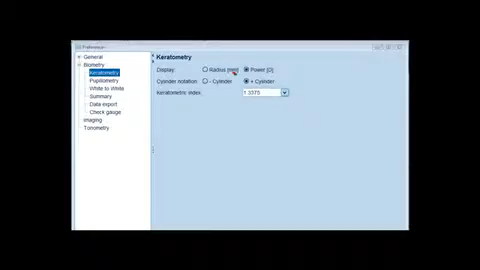 Preferences
General
Biometry
Keratometry
Pupilometry
White to White
Summary
Data export
Check gauge
Imaging
Tonometry
Keratometry
Display: Radius [mm] Power [D]
Cylinder notation: - Cylinder + Cylinder
Keratometric index: 1.3375